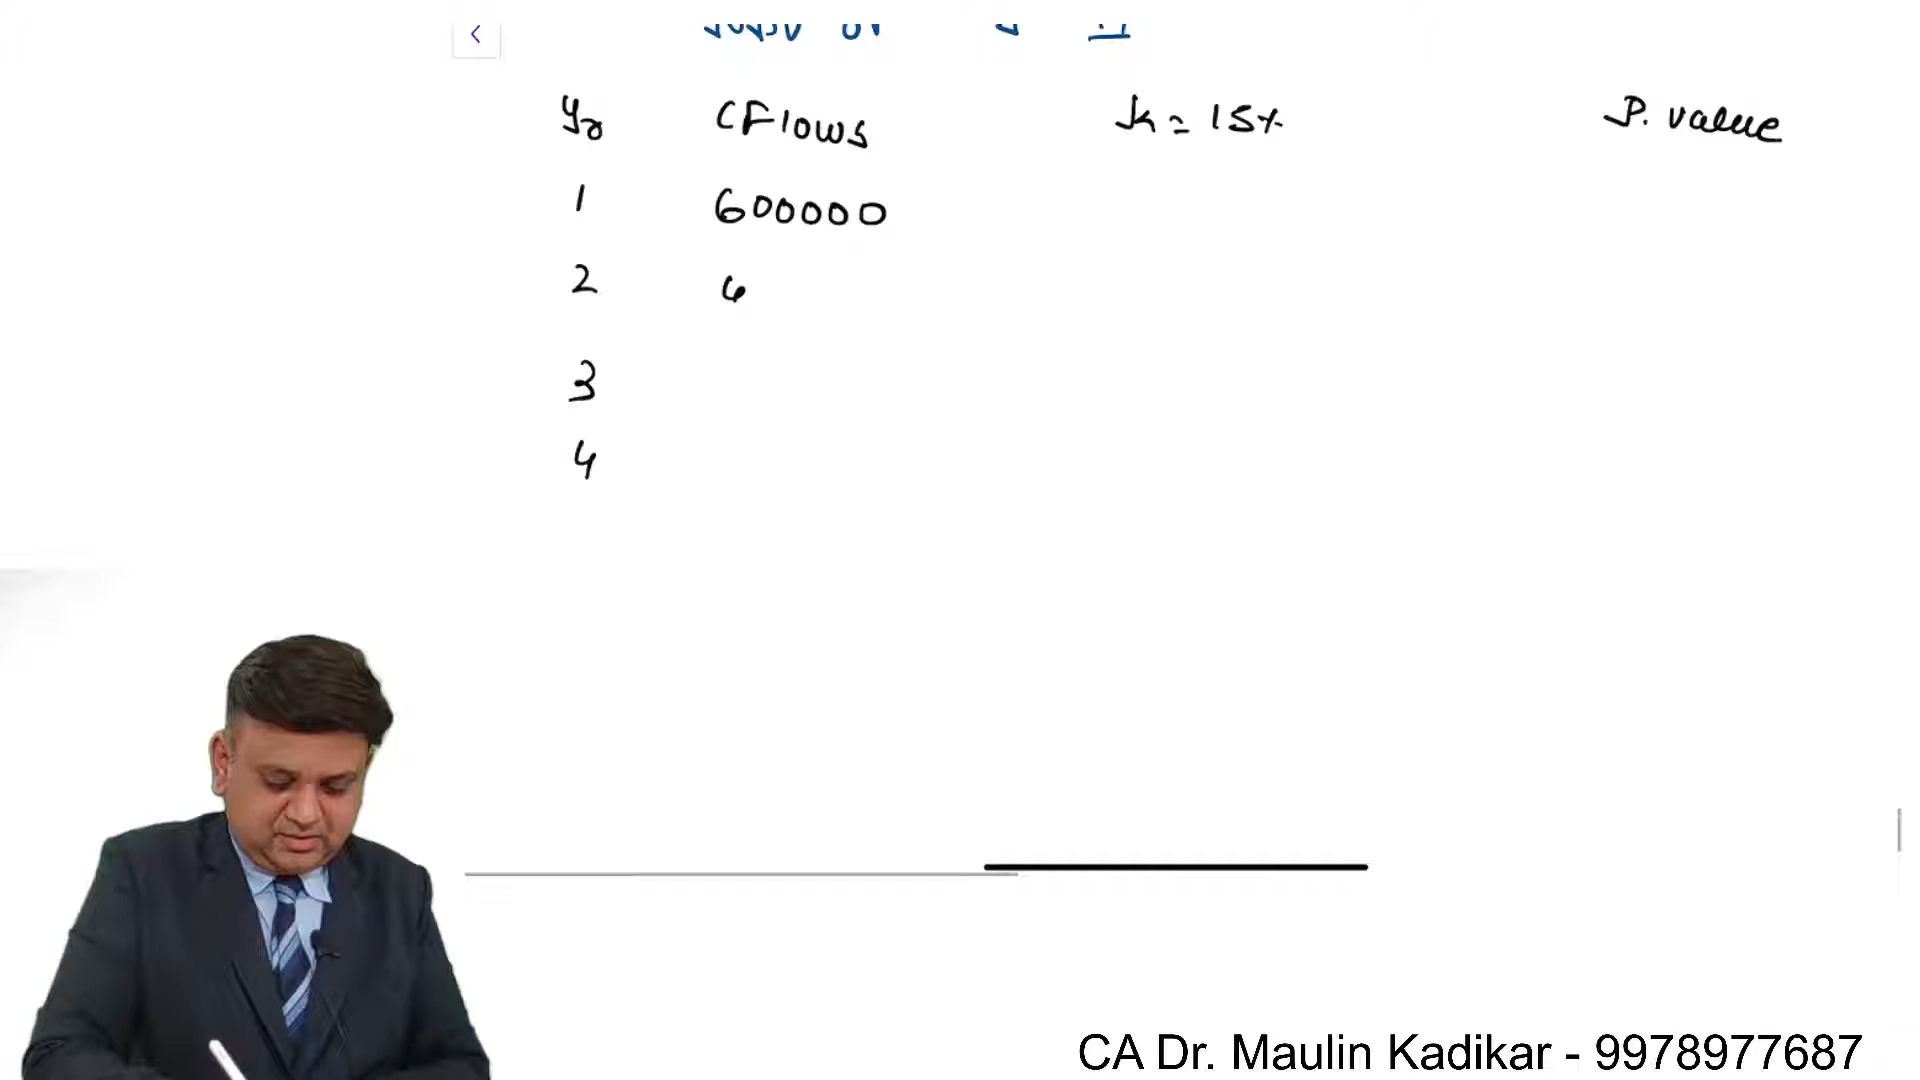 Yr CFlows k = 15% P. value
1 600000
2 6
3
4
CA Dr. Maulin Kadikar - 9978977687